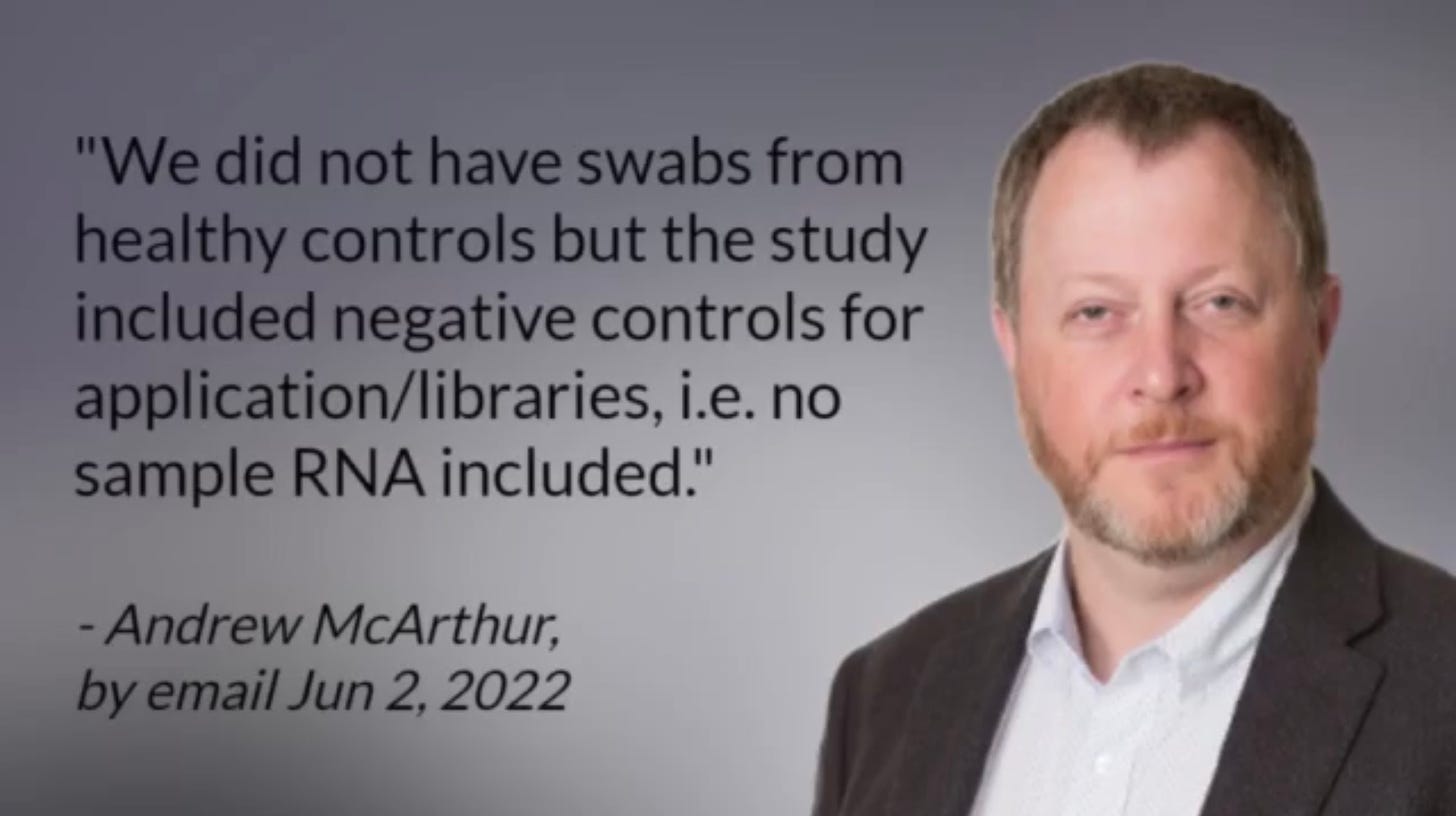 "We did not have swabs from
healthy controls but the study
included negative controls for
application/libraries, i.e. no
sample RNA included."
- Andrew McArthur,
by email Jun 2, 2022